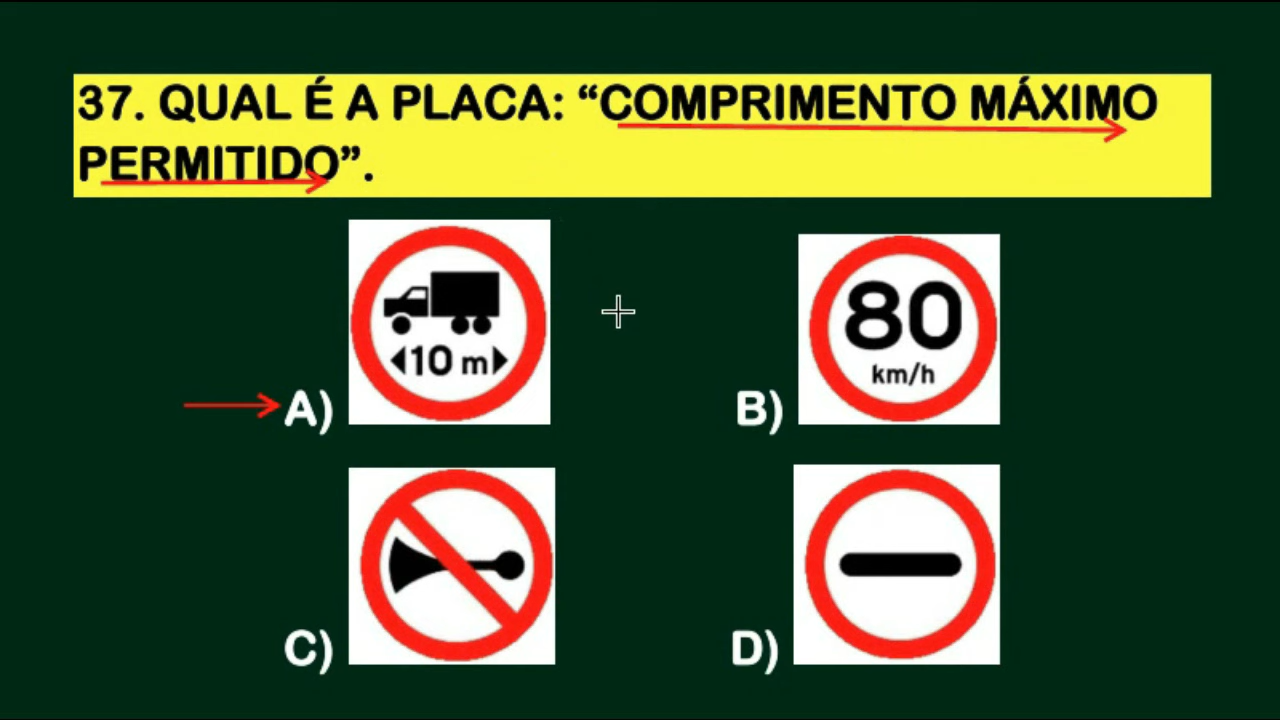 37. QUAL É A PLACA: “COMPRIMENTO MÁXIMO
PERMITIDO”.
10 m
A)
80
km/h
B)
C)
D)